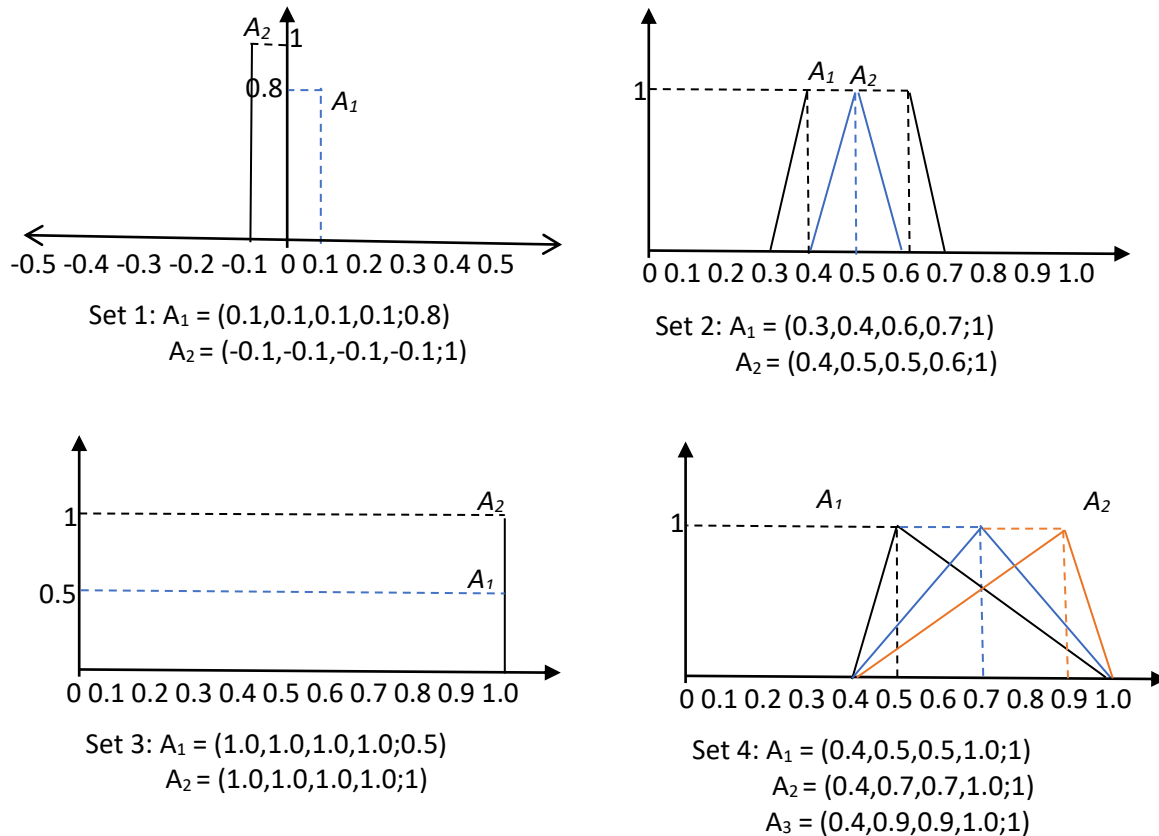 A2
1
0.8
A1
-0.5 -0.4 -0.3 -0.2 -0.1 0 0.1 0.2 0.3 0.4 0.5
Set 1: A1 = (0.1,0.1,0.1,0.1;0.8)
A2 = (-0.1,-0.1,-0.1,-0.1;1)
A1 A2
1
0 0.1 0.2 0.3 0.4 0.5 0.6 0.7 0.8 0.9 1.0
Set 2: A1 = (0.3,0.4,0.6,0.7;1)
A2 = (0.4,0.5,0.5,0.6;1)
A2
1
A1
0.5
0 0.1 0.2 0.3 0.4 0.5 0.6 0.7 0.8 0.9 1.0
Set 3: A1 = (1.0,1.0,1.0,1.0;0.5)
A2 = (1.0,1.0,1.0,1.0;1)
A1 A2
1
0 0.1 0.2 0.3 0.4 0.5 0.6 0.7 0.8 0.9 1.0
Set 4: A1 = (0.4,0.5,0.5,1.0;1)
A2 = (0.4,0.7,0.7,1.0;1)
A3 = (0.4,0.9,0.9,1.0;1)